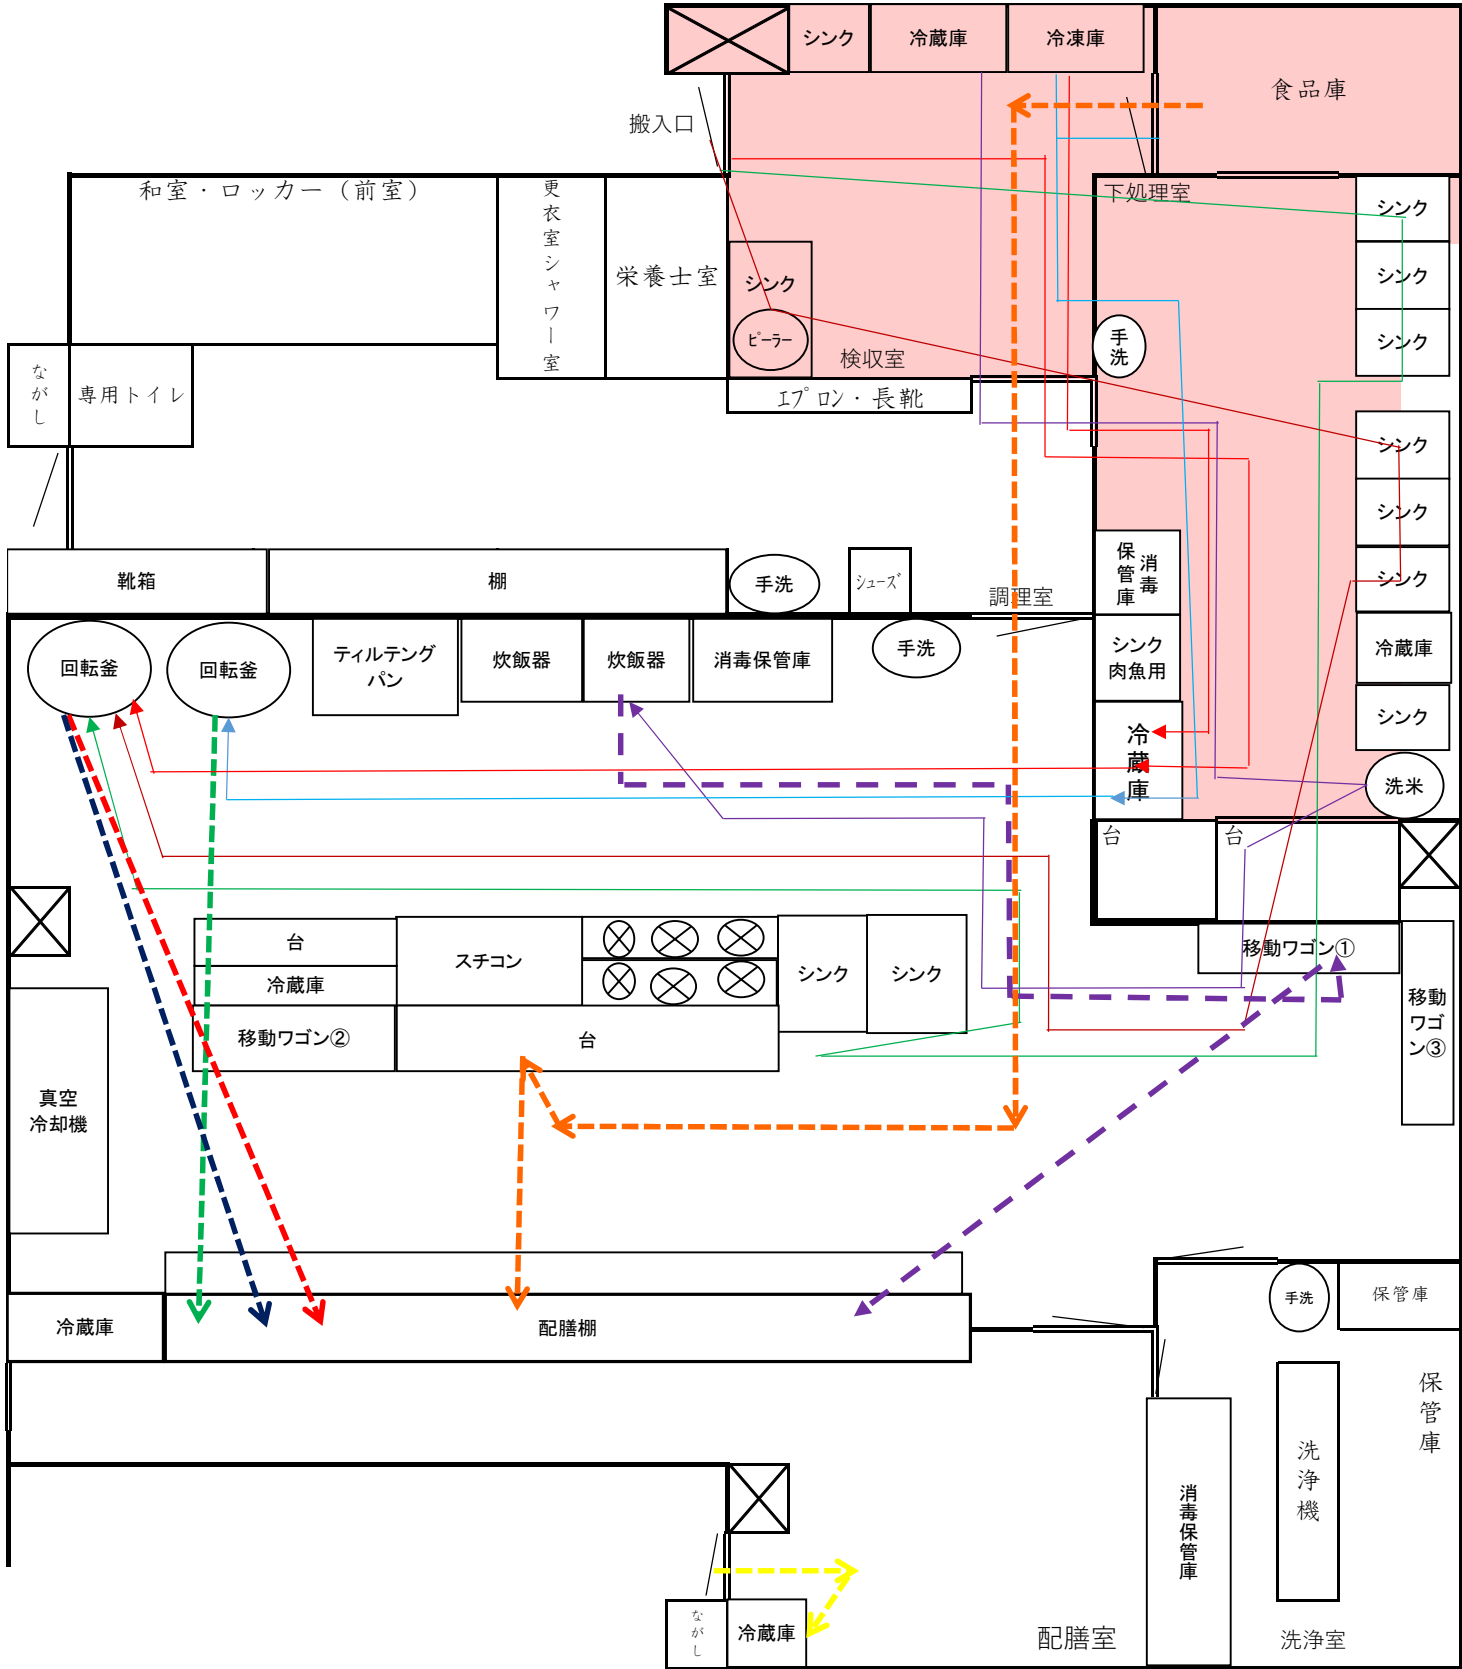 シンク
冷蔵庫
冷凍庫
食品庫
搬入口
和室・ロッカー（前室）
更衣室シャワー室
栄養士室
シンク
ピーラー
検収室
エプロン・長靴
下処理室
手洗
シンク
シンク
シンク
シンク
シンク
シンク
冷蔵庫
シンク
洗米
ながし
専用トイレ
靴箱
棚
手洗
シューズ
調理室
消毒
保管庫
シンク
肉魚用
冷蔵庫
台
台
回転釜
回転釜
ティルテング
パン
炊飯器
炊飯器
消毒保管庫
手洗
台
冷蔵庫
スチコン
シンク
シンク
移動ワゴン②
台
移動ワゴン①
移動
ワゴ
ン③
真空
冷却機
冷蔵庫
配膳棚
手洗
保管庫
保管庫
洗浄機
消毒保管庫
ながし
冷蔵庫
配膳室
洗浄室